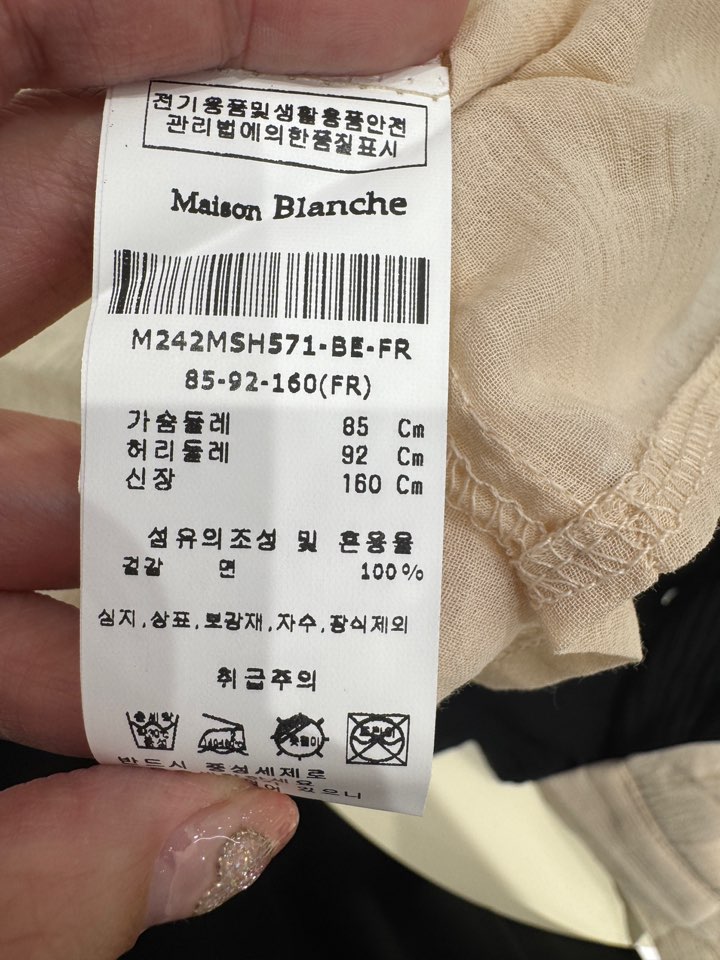 전기용품및생활용품안전
관리법에의한품질표시
Maison Blanche
M242MSH571-BE-FR
85-92-160(FR)
가슴둘레 85 Cm
허리둘레 92 Cm
신장 160 Cm
섬유의조성 및 혼용율
겉감 면 100%
심지,상표,보강재,자수,장식제외
취급주의
반드시 중성세제로